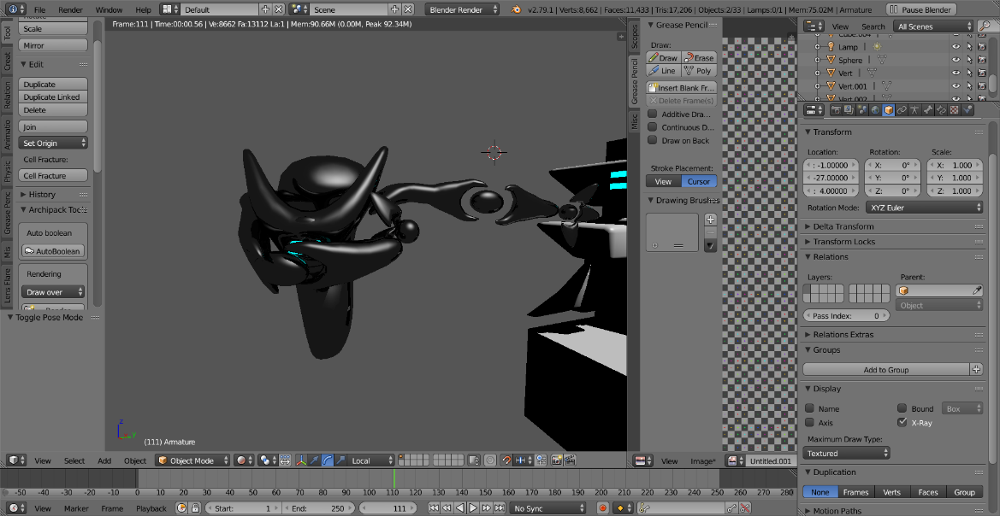 File Render Window Help Default Scene Blender Render v2.79.1 | Verts:8,662 | Faces:11,433 | Tris:17,206 | Objects:2/33 | Lamps:0/1 | Mem:75.02M | Armature Pause Blender
Frame:111 | Time:00:00.56 | Ve:8662 Fa:13112 La:1 | Mem:90.66M (0.00M, Peak 92.34M)
Tool
Creat
Relation
Animatio
Physic
Grease Penc
Mis
Lens Flare
Scale
Mirror
Edit
Duplicate
Duplicate Linked
Delete
Join
Set Origin
Cell Fracture:
Cell Fracture
History
Archipack Tools
Auto boolean
AutoBoolean
Rendering
Draw over
Render
Toggle Pose Mode
z
y
(111) Armature
View Select Add Object Object Mode Local
Scopes
Grease Pencil
Misc
Grease Pencil
Draw:
Draw Erase
Line Poly
Insert Blank Fr...
Delete Frame(s)
Additive Dra...
Continuous D...
Draw on Back
Stroke Placement:
View Cursor
Drawing Brushes
View Image* Untitled.001
View Search All Scenes
Cube.004
Lamp
Sphere
Vert
Vert.001
Vert.002
Transform
Location: Rotation: Scale:
: -1.00000 X: 0° X: 1.000
-27.00000 Y: 0° Y: 1.000
: 4.00000 Z: 0° Z: 1.000
Rotation Mode: XYZ Euler
Delta Transform
Transform Locks
Relations
Layers: Parent:
Object
Pass Index: 0
Relations Extras
Groups
Add to Group
Display
Name Bound Box
Axis X-Ray
Maximum Draw Type:
Textured
Duplication
None Frames Verts Faces Group
Motion Paths
-50 -40 -30 -20 -10 0 10 20 30 40 50 60 70 80 90 100 110 120 130 140 150 160 170 180 190 200 210 220 230 240 250 260 270 280
View Marker Frame Playback Start: 1 End: 250 111 No Sync